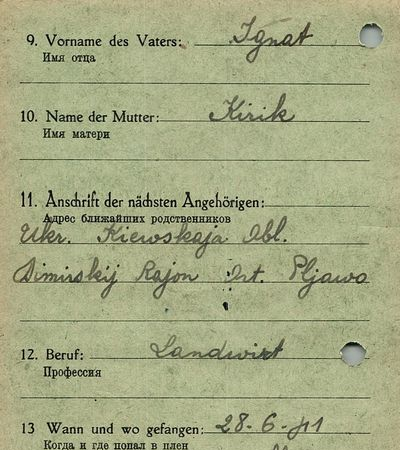 9. Vorname des Vaters: Ignat
Имя отца
10. Name der Mutter: Kirik
Имя матери
11. Anschrift der nächsten Angehörigen:
Адрес ближайших родственников
Ukr. Kiewskaja Obl.
Dimirskij Rajon Ort. Pljawo
12. Beruf: Landwirt
Профессия
13 Wann und wo gefangen: 28-6-41
Когда и где попал в плен